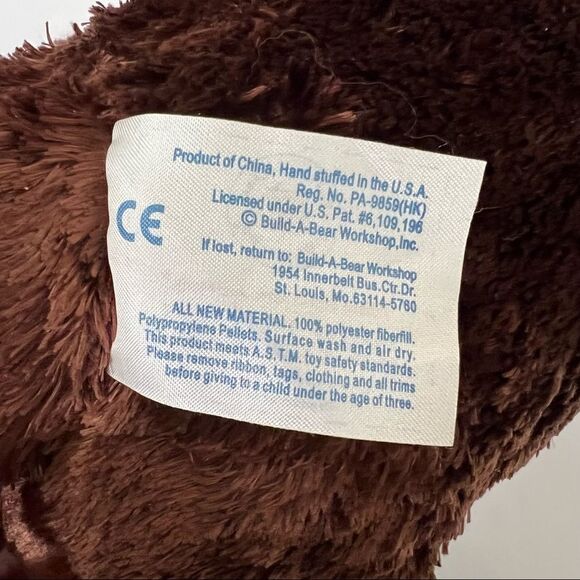 Product of China, Hand stuffed in the U.S.A.
Reg. No. PA-9859(HK)
Licensed under U.S. Pat. #6,109,196
© Build-A-Bear Workshop,Inc.
CE
If lost, return to: Build-A-Bear Workshop
1954 Innerbelt Bus.Ctr.Dr.
St. Louis, Mo.63114-5760
ALL NEW MATERIAL. 100% polyester fiberfill.
Polypropylene Pellets. Surface wash and air dry.
This product meets A.S.T.M. toy safety standards.
Please remove ribbon, tags, clothing and all trims
before giving to a child under the age of three.